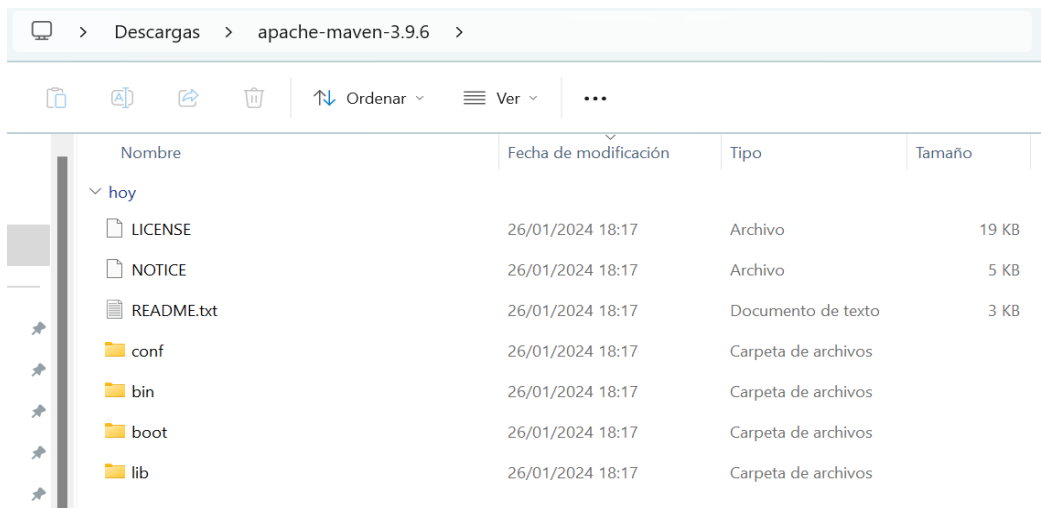 Descargas > apache-maven-3.9.6 >
Ordenar Ver ...
Nombre Fecha de modificación Tipo Tamaño
hoy
LICENSE 26/01/2024 18:17 Archivo 19 KB
NOTICE 26/01/2024 18:17 Archivo 5 KB
README.txt 26/01/2024 18:17 Documento de texto 3 KB
conf 26/01/2024 18:17 Carpeta de archivos
bin 26/01/2024 18:17 Carpeta de archivos
boot 26/01/2024 18:17 Carpeta de archivos
lib 26/01/2024 18:17 Carpeta de archivos